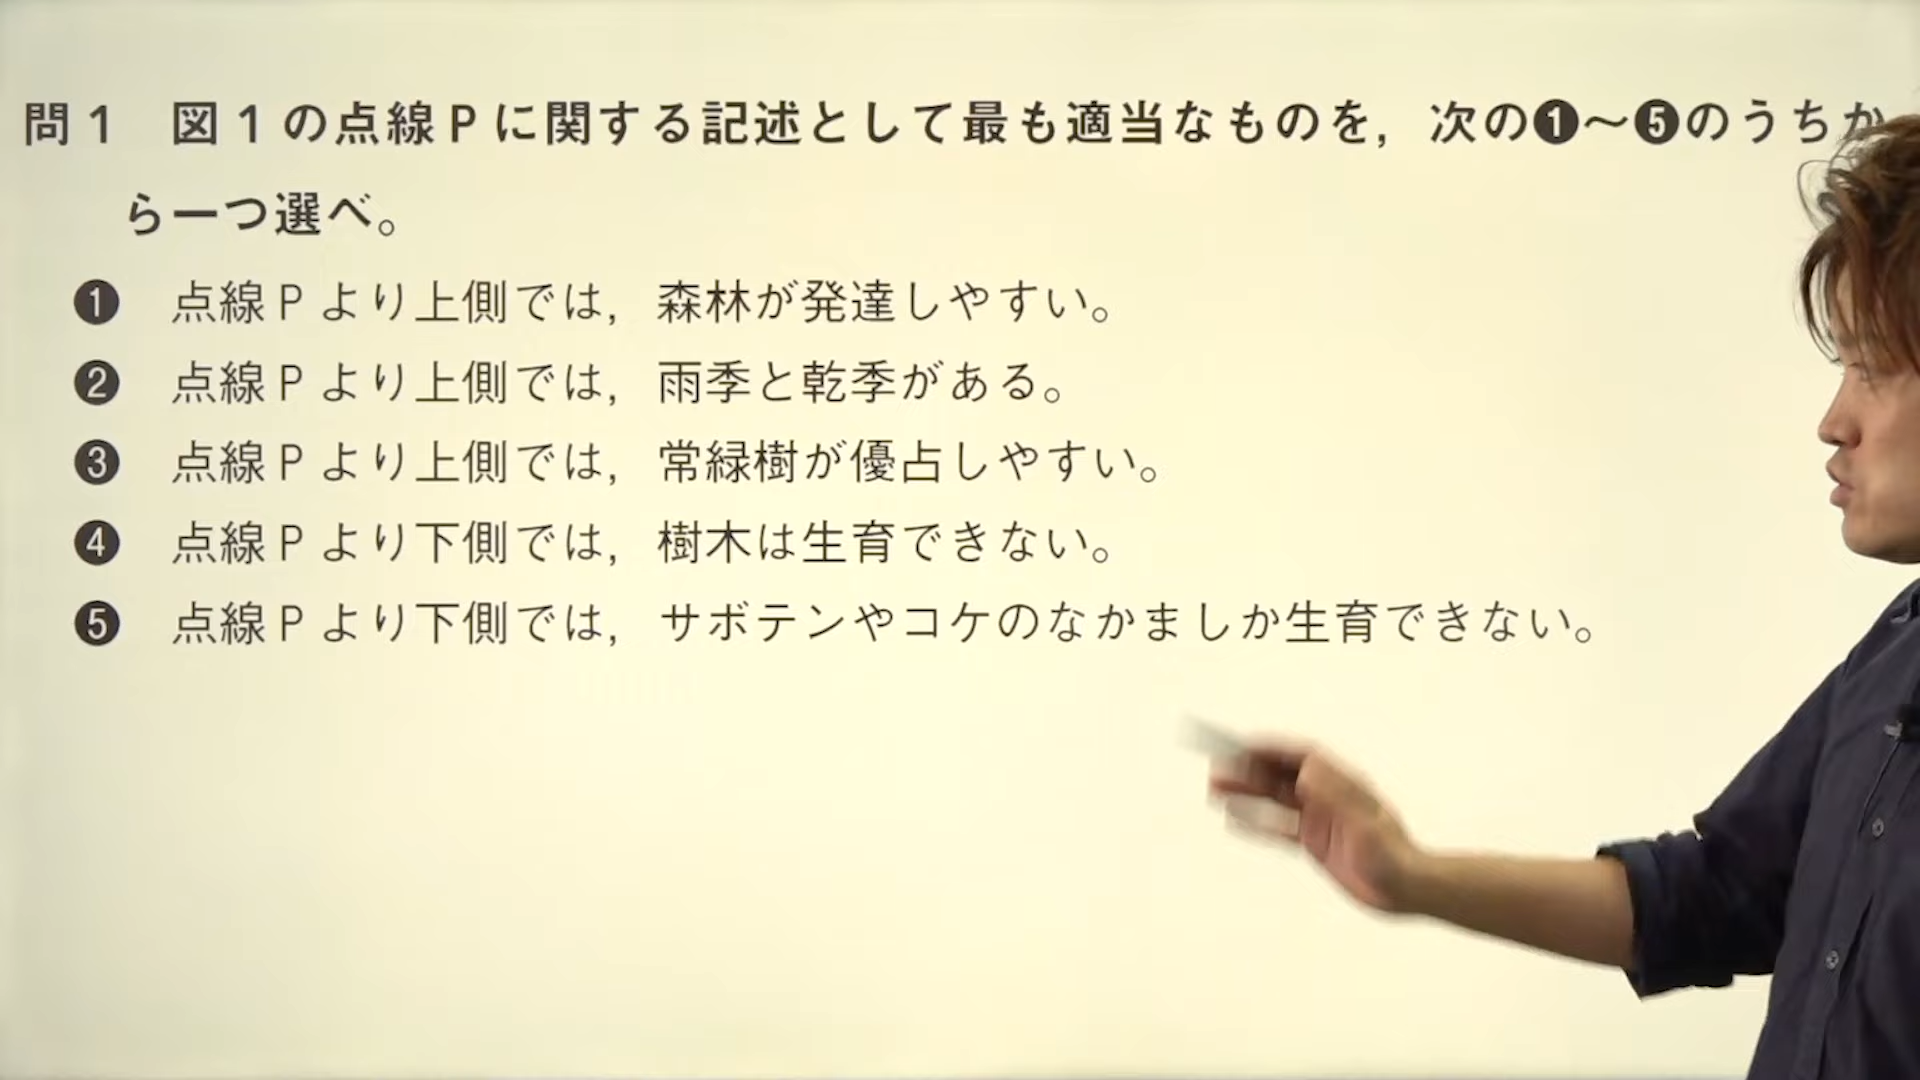 問1　図1の点線Pに関する記述として最も適当なものを，次の❶～❺のうちか
ら一つ選べ。
❶　点線Pより上側では，森林が発達しやすい。
❷　点線Pより上側では，雨季と乾季がある。
❸　点線Pより上側では，常緑樹が優占しやすい。
❹　点線Pより下側では，樹木は生育できない。
❺　点線Pより下側では，サボテンやコケのなかましか生育できない。